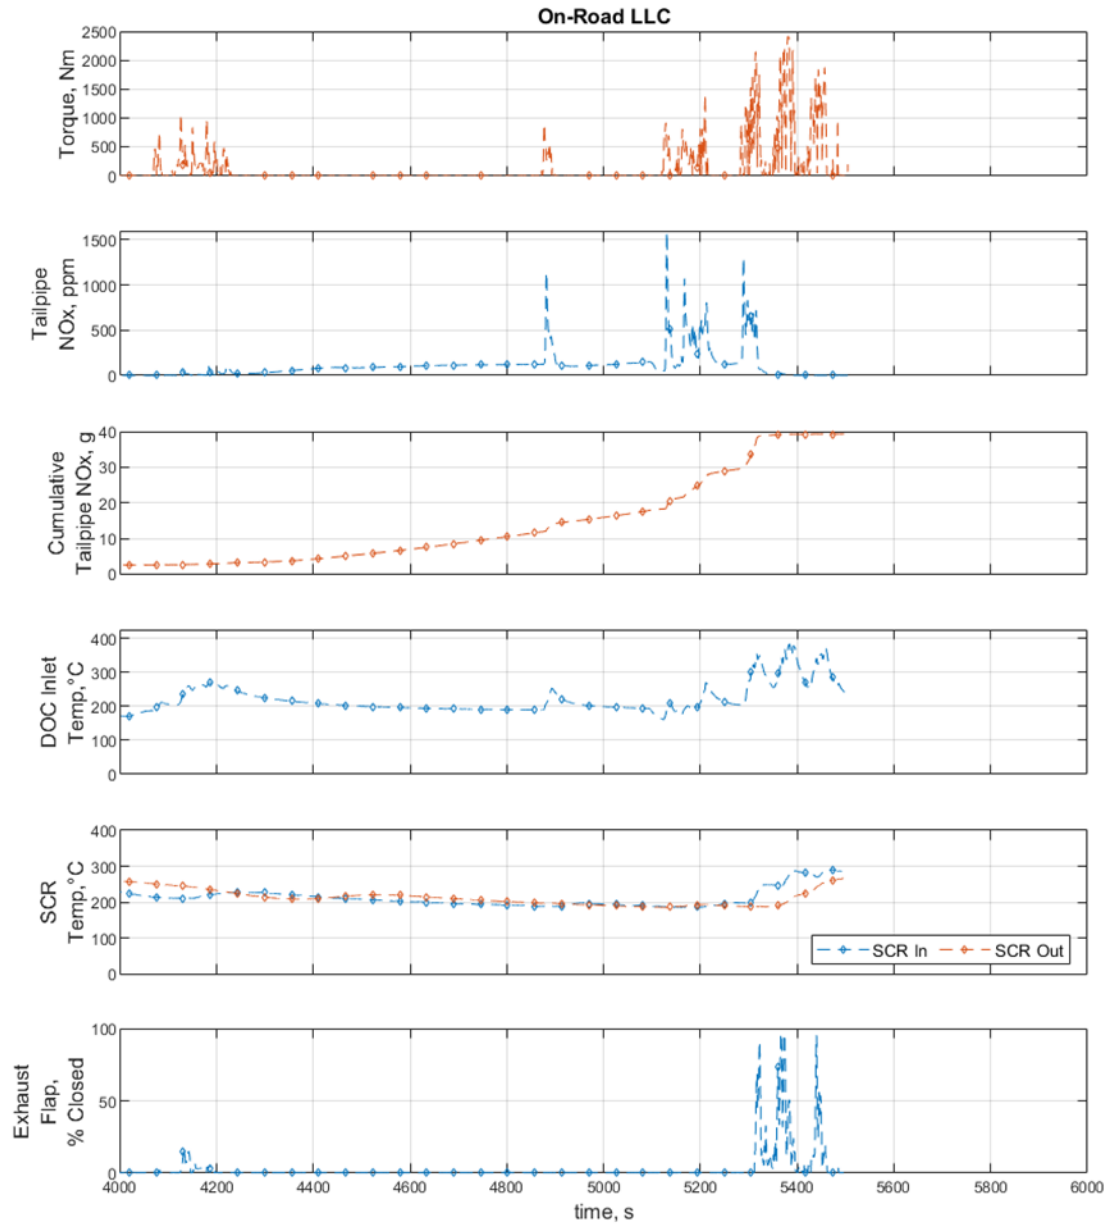 On-Road LLC
2500
2000
1500
1000
500
0
Torque, Nm
1500
1000
500
0
Tailpipe
NOx, ppm
40
30
20
10
0
Cumulative
Tailpipe NOx, g
400
300
200
100
0
DOC Inlet
Temp,°C
400
300
200
100
0
SCR
Temp,°C
SCR In SCR Out
100
50
0
Exhaust
Flap,
% Closed
4000 4200 4400 4600 4800 5000 5200 5400 5600 5800 6000
time, s